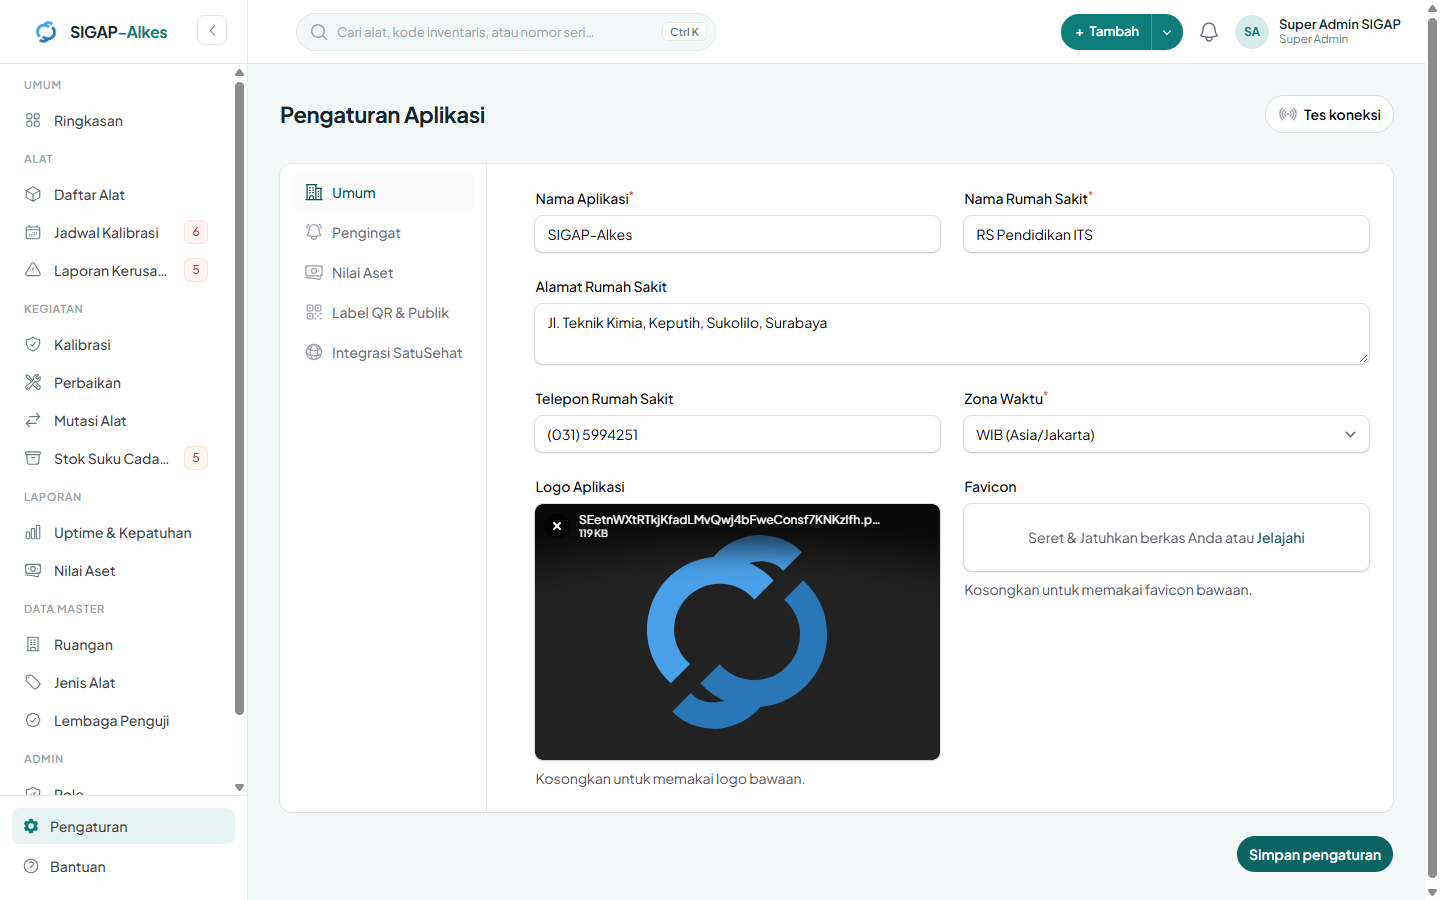 SIGAP-Alkes
Cari alat, kode inventaris, atau nomor seri...
Ctrl K
+ Tambah
SA
Super Admin SIGAP
Super Admin
UMUM
Ringkasan
ALAT
Daftar Alat
Jadwal Kalibrasi 6
Laporan Kerusa... 5
KEGIATAN
Kalibrasi
Perbaikan
Mutasi Alat
Stok Suku Cada... 5
LAPORAN
Uptime & Kepatuhan
Nilai Aset
DATA MASTER
Ruangan
Jenis Alat
Lembaga Penguji
ADMIN
Role
Pengaturan
Bantuan
Pengaturan Aplikasi
Tes koneksi
Umum
Pengingat
Nilai Aset
Label QR & Publik
Integrasi SatuSehat
Nama Aplikasi*
SIGAP-Alkes
Nama Rumah Sakit*
RS Pendidikan ITS
Alamat Rumah Sakit
Jl. Teknik Kimia, Keputih, Sukolilo, Surabaya
Telepon Rumah Sakit
(031) 5994251
Zona Waktu*
WIB (Asia/Jakarta)
Logo Aplikasi
SEetnWXtRTkjKfadLMvQwj4bFweConsf7KNKzlfh.p...
119 KB
Kosongkan untuk memakai logo bawaan.
Favicon
Seret & Jatuhkan berkas Anda atau Jelajahi
Kosongkan untuk memakai favicon bawaan.
Simpan pengaturan